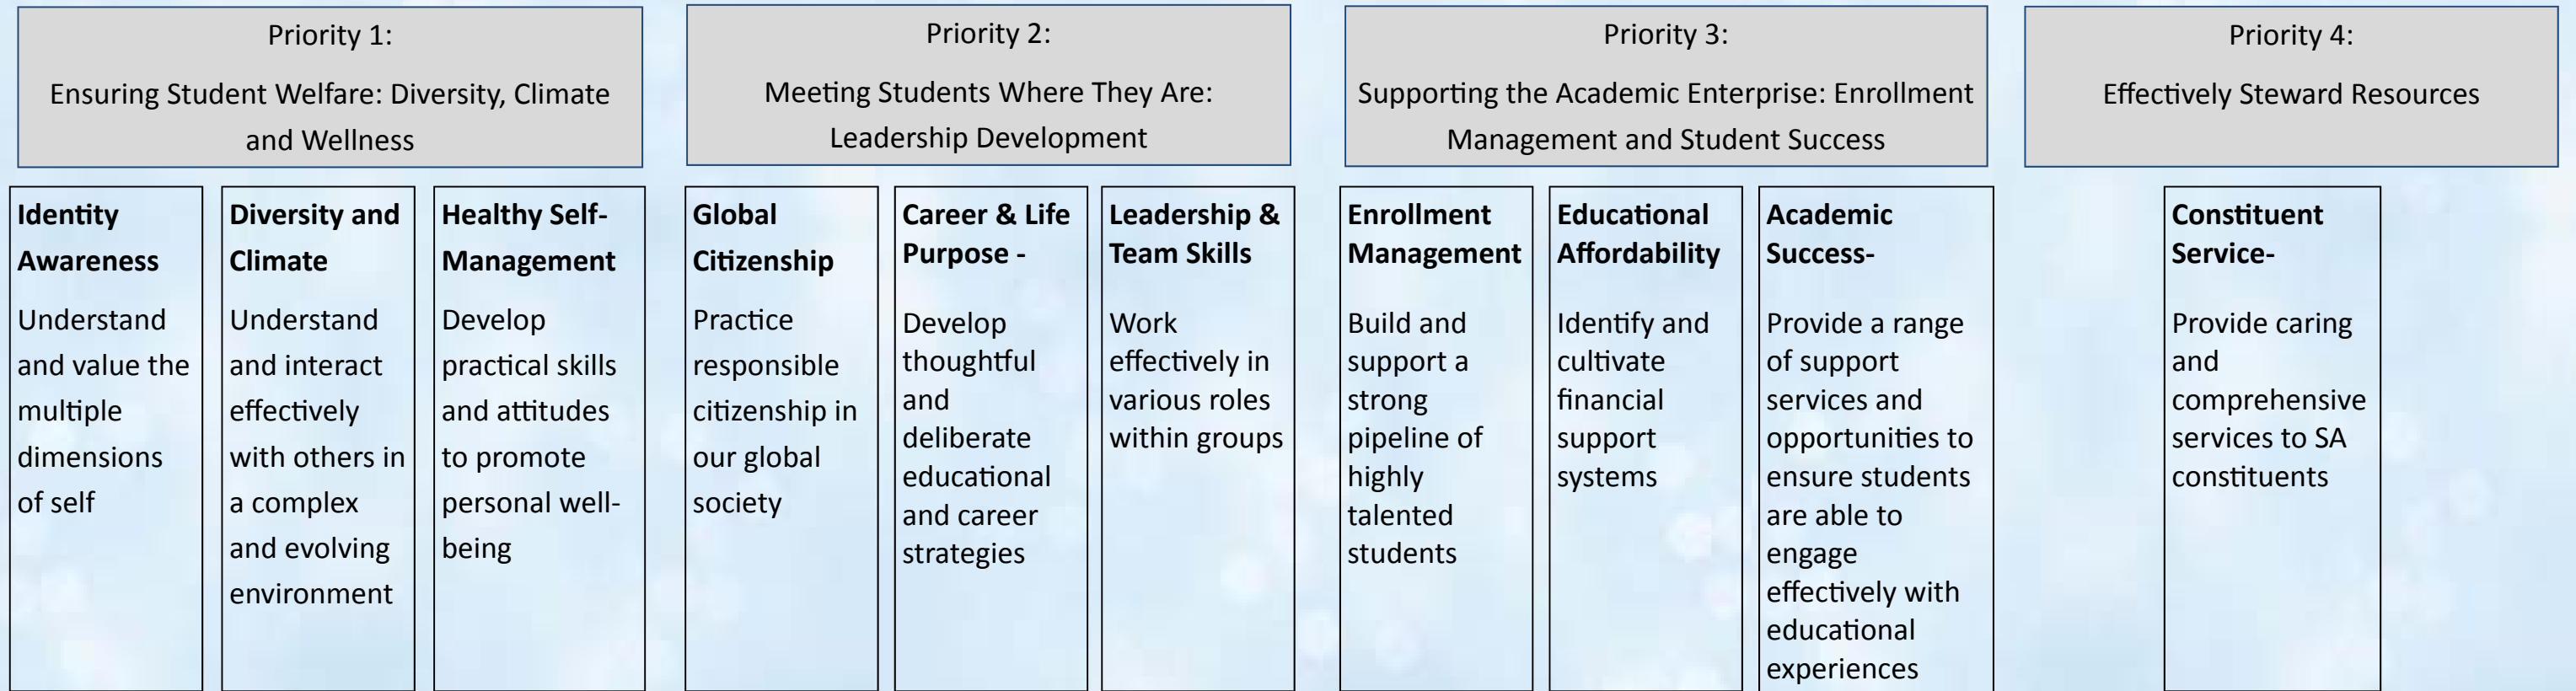 Priority 1:
Ensuring Student Welfare: Diversity, Climate
and Wellness
Identity
Awareness
Understand
and value the
multiple
dimensions
of self
Diversity and
Climate
Understand
and interact
effectively
with others in
a complex
and evolving
environment
Healthy Self-
Management
Develop
practical skills
and attitudes
to promote
personal well-
being
Priority 2:
Meeting Students Where They Are:
Leadership Development
Global
Citizenship
Practice
responsible
citizenship in
our global
society
Career & Life
Purpose -
Develop
thoughtful
and
deliberate
educational
and career
strategies
Leadership &
Team Skills
Work
effectively in
various roles
within groups
Priority 3:
Supporting the Academic Enterprise: Enrollment
Management and Student Success
Enrollment
Management
Build and
support a
strong
pipeline of
highly
talented
students
Educational
Affordability
Identify and
cultivate
financial
support
systems
Academic
Success-
Provide a range
of support
services and
opportunities to
ensure students
are able to
engage
effectively with
educational
experiences
Priority 4:
Effectively Steward Resources
Constituent
Service-
Provide caring
and
comprehensive
services to SA
constituents